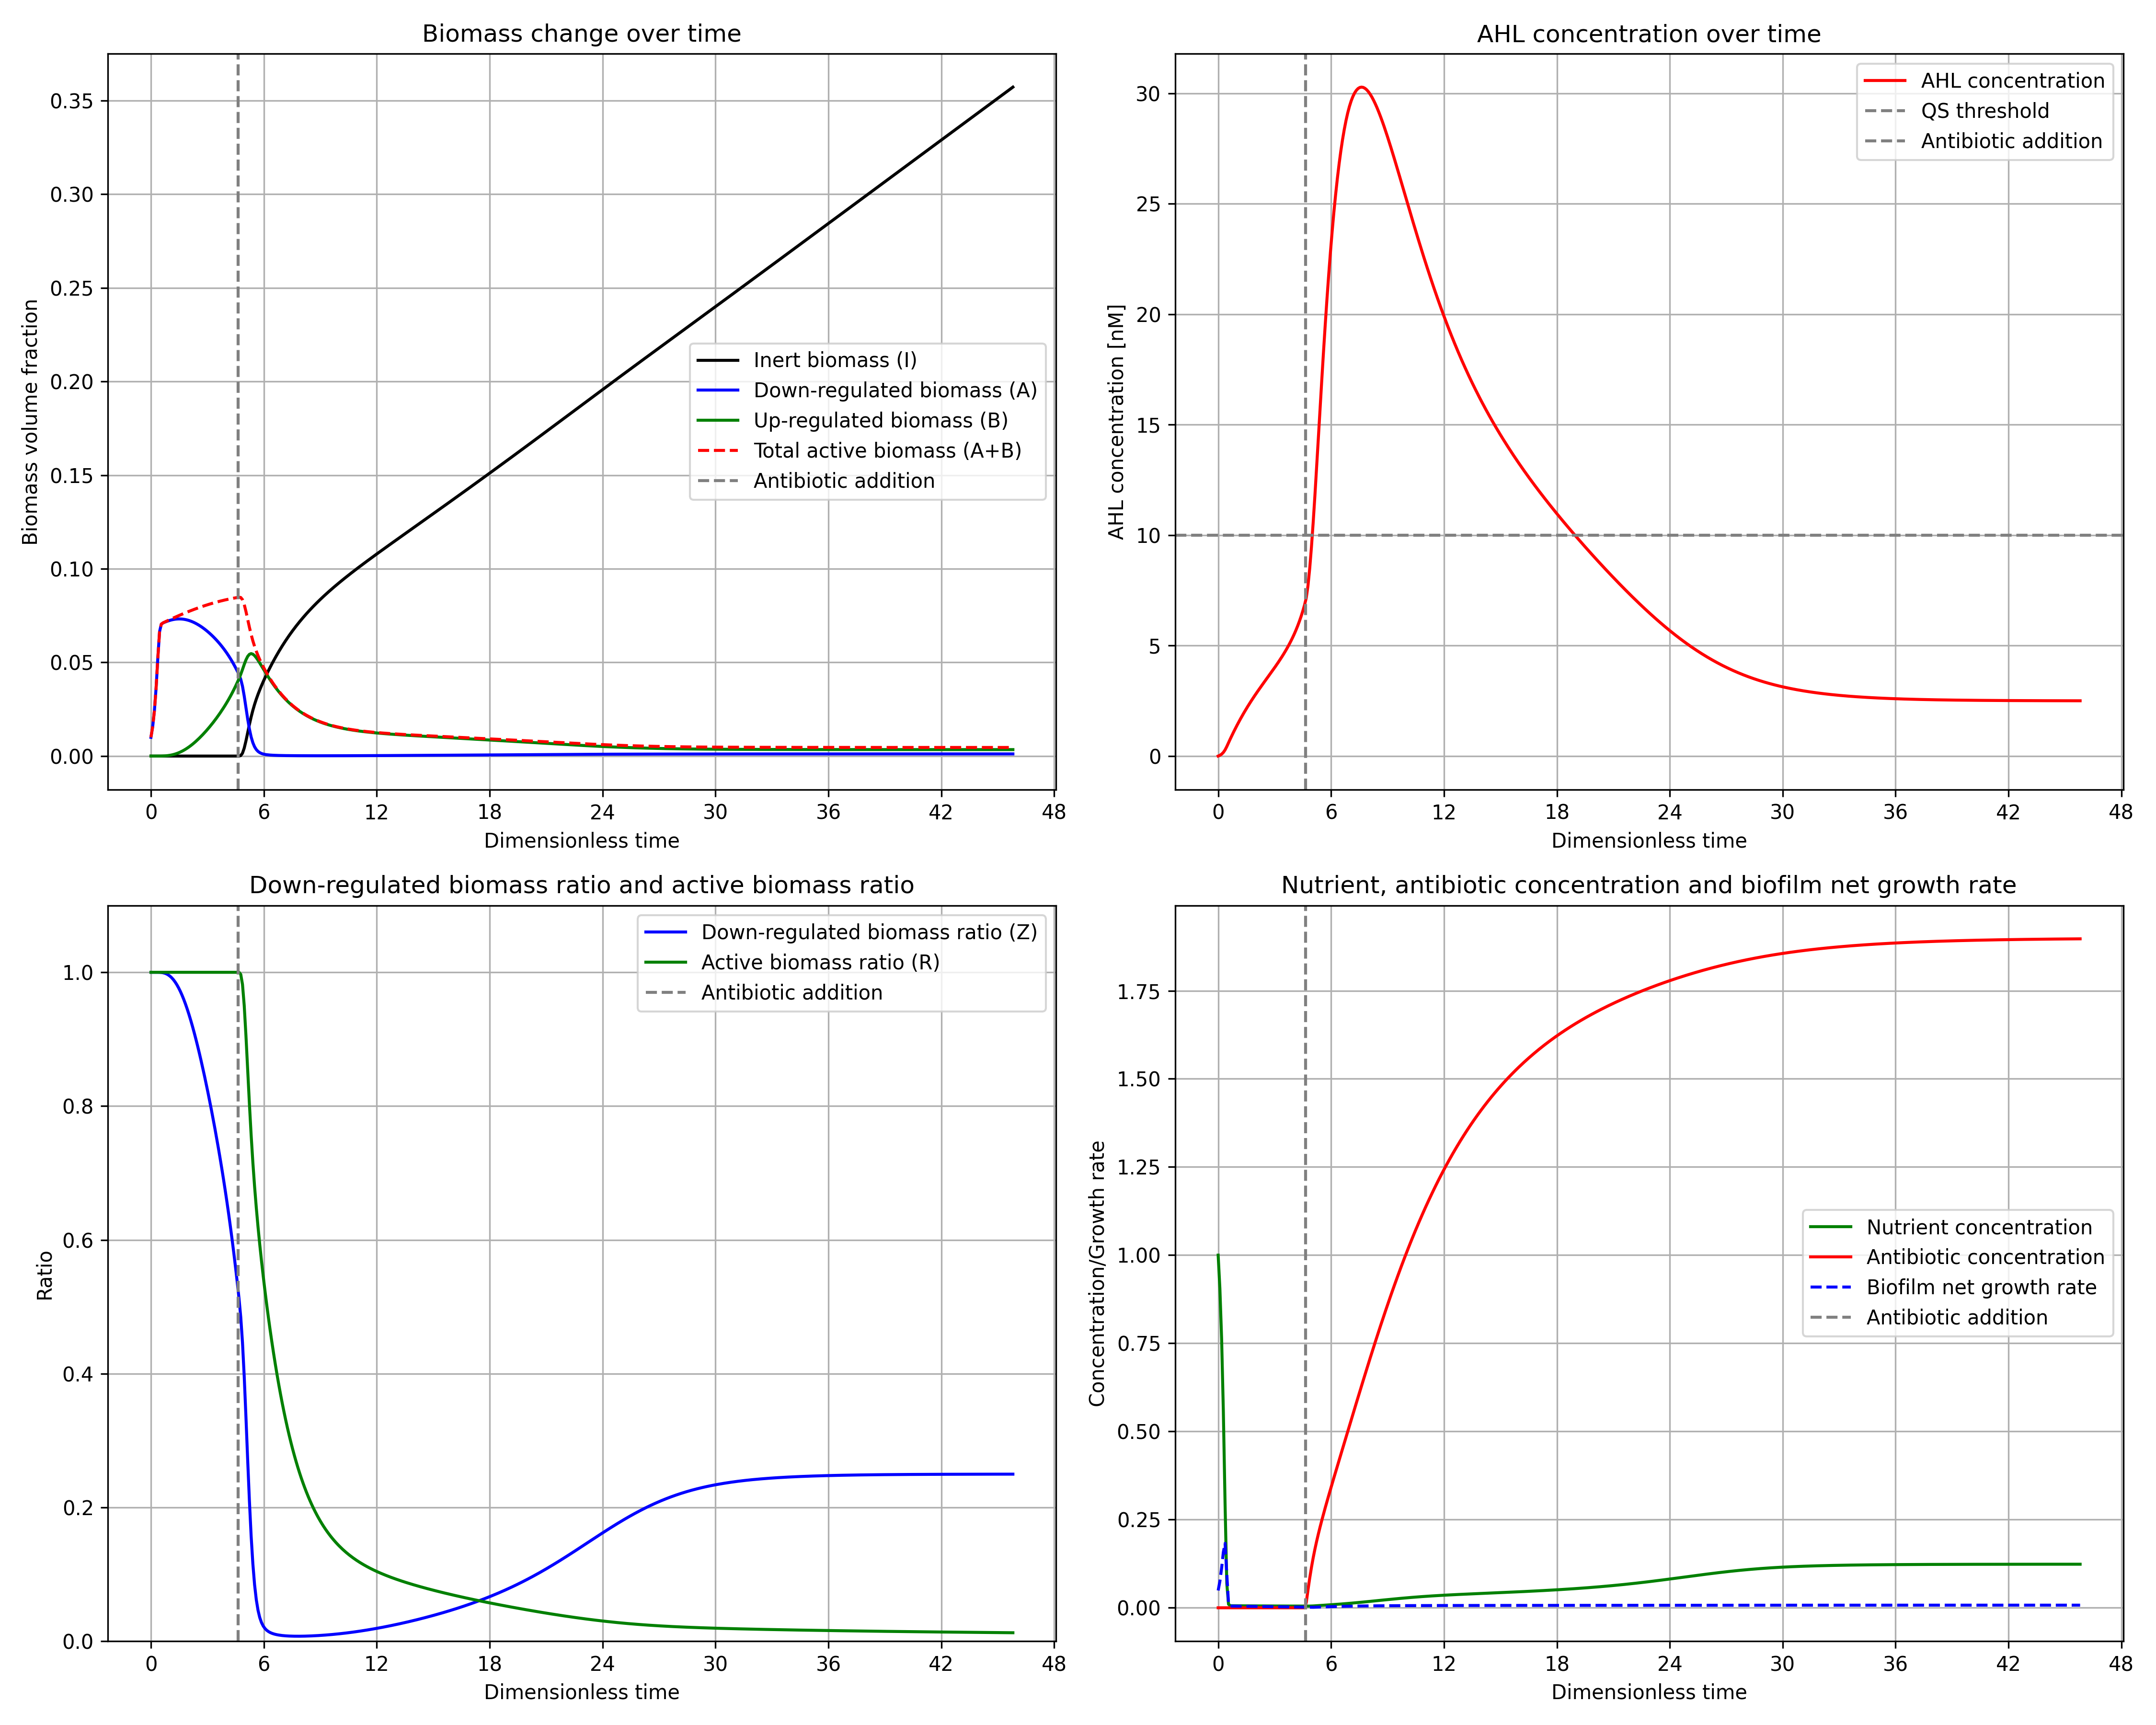 Biomass change over time
Biomass volume fraction
0.35
0.30
0.25
0.20
0.15
0.10
0.05
0.00
Inert biomass (I)
Down-regulated biomass (A)
Up-regulated biomass (B)
Total active biomass (A+B)
Antibiotic addition
0 6 12 18 24 30 36 42 48
Dimensionless time
AHL concentration over time
AHL concentration [nM]
30
25
20
15
10
5
0
AHL concentration
QS threshold
Antibiotic addition
0 6 12 18 24 30 36 42 48
Dimensionless time
Down-regulated biomass ratio and active biomass ratio
Ratio
1.0
0.8
0.6
0.4
0.2
0.0
Down-regulated biomass ratio (Z)
Active biomass ratio (R)
Antibiotic addition
0 6 12 18 24 30 36 42 48
Dimensionless time
Nutrient, antibiotic concentration and biofilm net growth rate
Concentration/Growth rate
1.75
1.50
1.25
1.00
0.75
0.50
0.25
0.00
Nutrient concentration
Antibiotic concentration
Biofilm net growth rate
Antibiotic addition
0 6 12 18 24 30 36 42 48
Dimensionless time